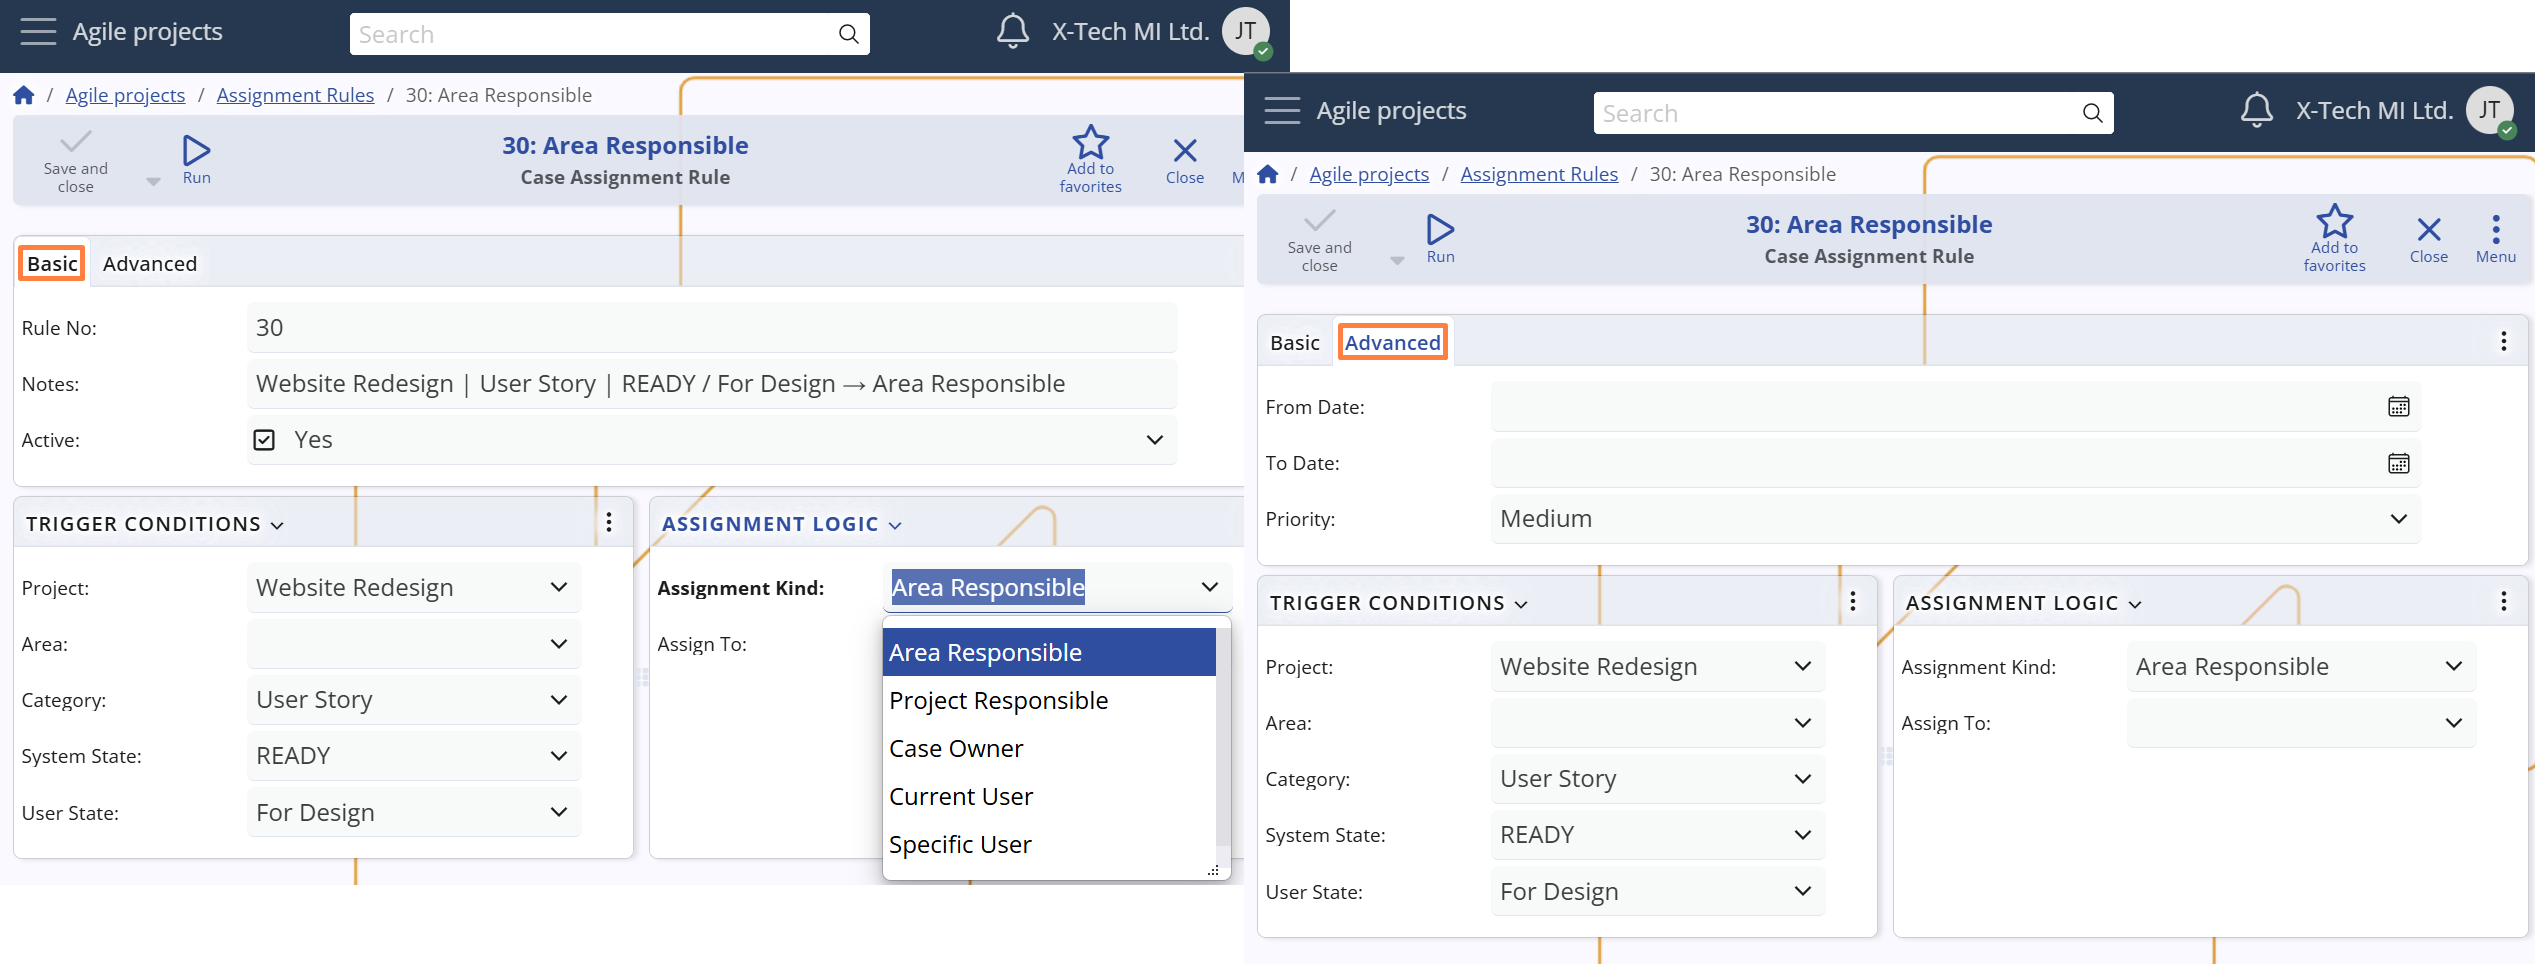 Agile projects
Search
X-Tech MI Ltd.
JT
/ Agile projects / Assignment Rules / 30: Area Responsible
Save and
close
Run
30: Area Responsible
Case Assignment Rule
Add to
favorites
Close
M
Basic
Advanced
Rule No:
30
Notes:
Website Redesign | User Story | READY / For Design → Area Responsible
Active:
Yes
TRIGGER CONDITIONS
Project:
Website Redesign
Area:
Category:
User Story
System State:
READY
User State:
For Design
ASSIGNMENT LOGIC
Assignment Kind:
Area Responsible
Assign To:
Area Responsible
Project Responsible
Case Owner
Current User
Specific User
Agile projects
Search
X-Tech MI Ltd.
JT
/ Agile projects / Assignment Rules / 30: Area Responsible
Save and
close
Run
30: Area Responsible
Case Assignment Rule
Add to
favorites
Close
Menu
Basic
Advanced
From Date:
To Date:
Priority:
Medium
TRIGGER CONDITIONS
Project:
Website Redesign
Area:
Category:
User Story
System State:
READY
User State:
For Design
ASSIGNMENT LOGIC
Assignment Kind:
Area Responsible
Assign To: